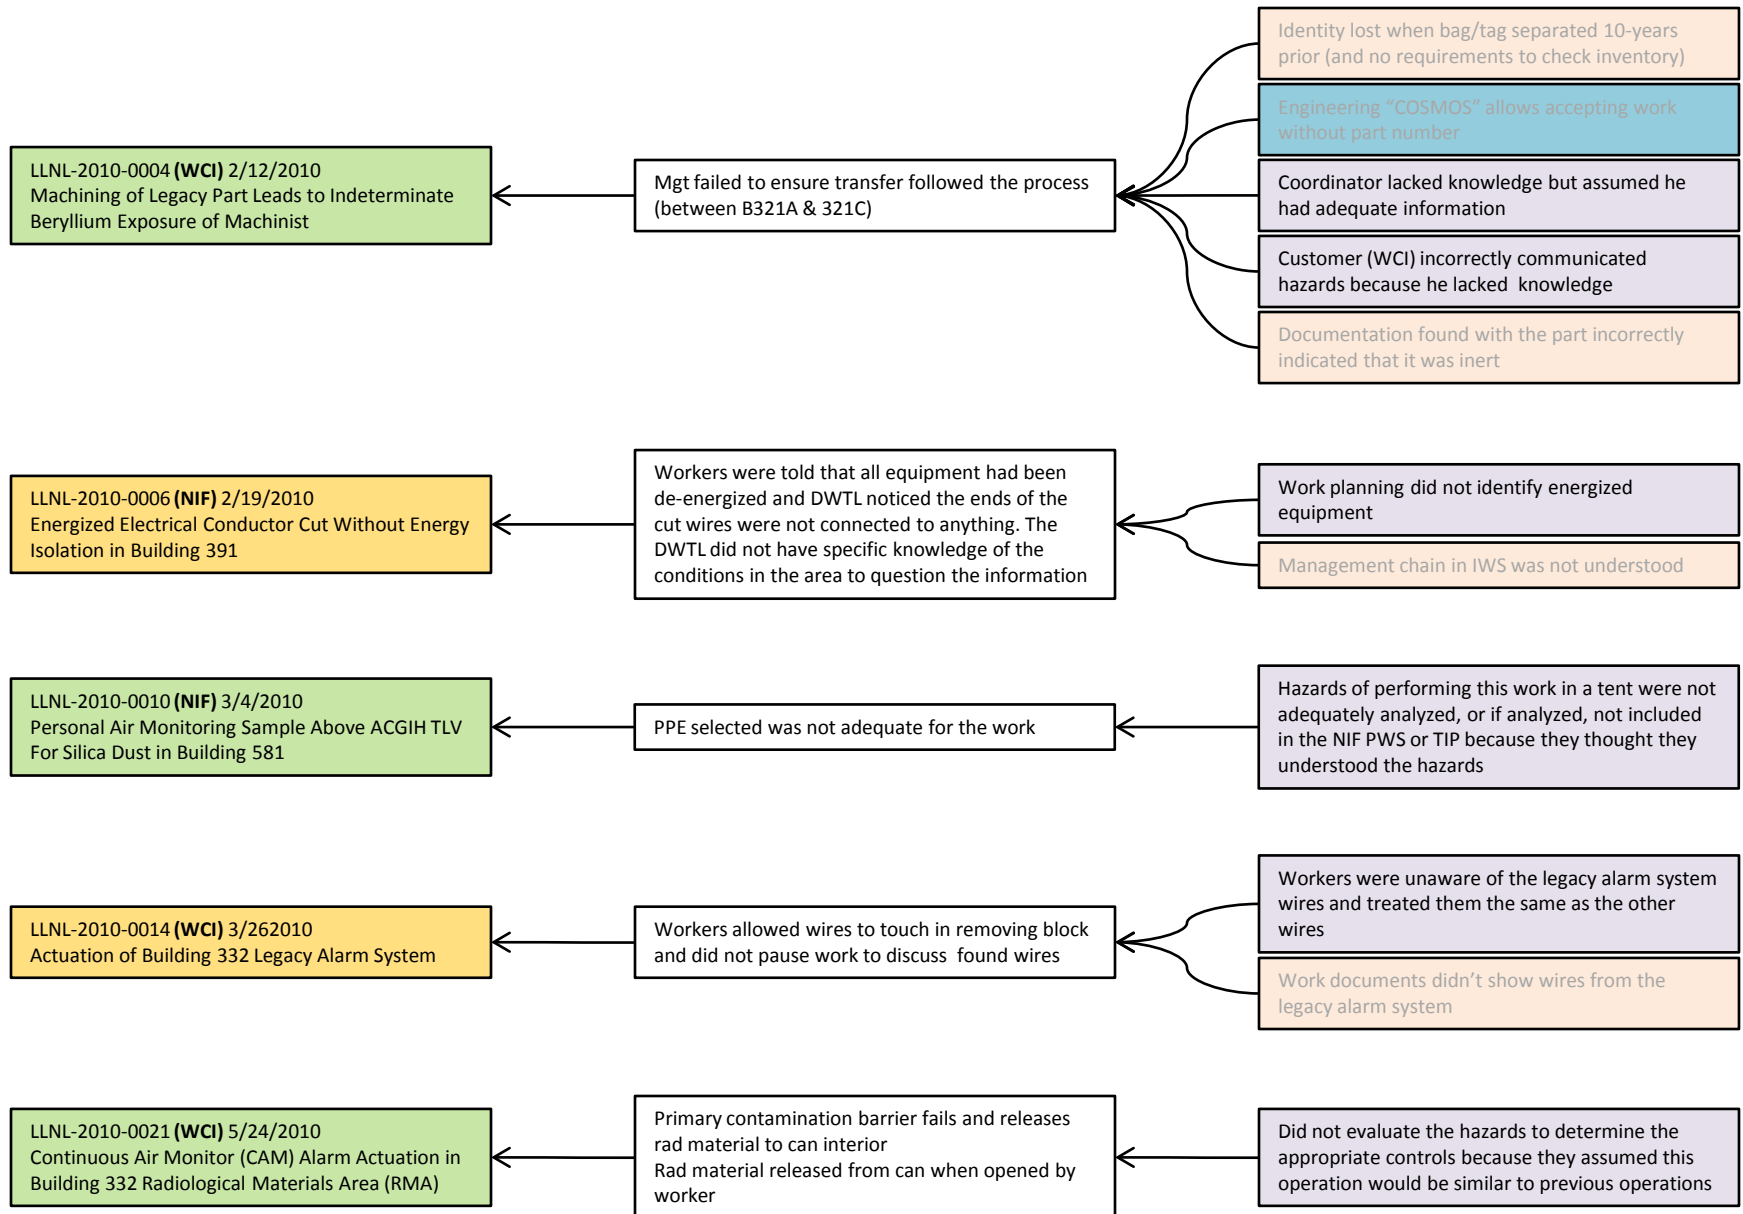 Identity lost when bag/tag separated 10-years
prior (and no requirements to check inventory)
Engineering “COSMOS” allows accepting work
without part number
LLNL-2010-0004 (WCI) 2/12/2010
Machining of Legacy Part Leads to Indeterminate
Beryllium Exposure of Machinist
Mgt failed to ensure transfer followed the process
(between B321A & 321C)
Coordinator lacked knowledge but assumed he
had adequate information
Customer (WCI) incorrectly communicated
hazards because he lacked knowledge
Documentation found with the part incorrectly
indicated that it was inert
LLNL-2010-0006 (NIF) 2/19/2010
Energized Electrical Conductor Cut Without Energy
Isolation in Building 391
Workers were told that all equipment had been
de-energized and DWTL noticed the ends of the
cut wires were not connected to anything. The
DWTL did not have specific knowledge of the
conditions in the area to question the information
Work planning did not identify energized
equipment
Management chain in IWS was not understood
LLNL-2010-0010 (NIF) 3/4/2010
Personal Air Monitoring Sample Above ACGIH TLV
For Silica Dust in Building 581
PPE selected was not adequate for the work
Hazards of performing this work in a tent were not
adequately analyzed, or if analyzed, not included
in the NIF PWS or TIP because they thought they
understood the hazards
LLNL-2010-0014 (WCI) 3/262010
Actuation of Building 332 Legacy Alarm System
Workers allowed wires to touch in removing block
and did not pause work to discuss found wires
Workers were unaware of the legacy alarm system
wires and treated them the same as the other
wires
Work documents didn’t show wires from the
legacy alarm system
LLNL-2010-0021 (WCI) 5/24/2010
Continuous Air Monitor (CAM) Alarm Actuation in
Building 332 Radiological Materials Area (RMA)
Primary contamination barrier fails and releases
rad material to can interior
Rad material released from can when opened by
worker
Did not evaluate the hazards to determine the
appropriate controls because they assumed this
operation would be similar to previous operations